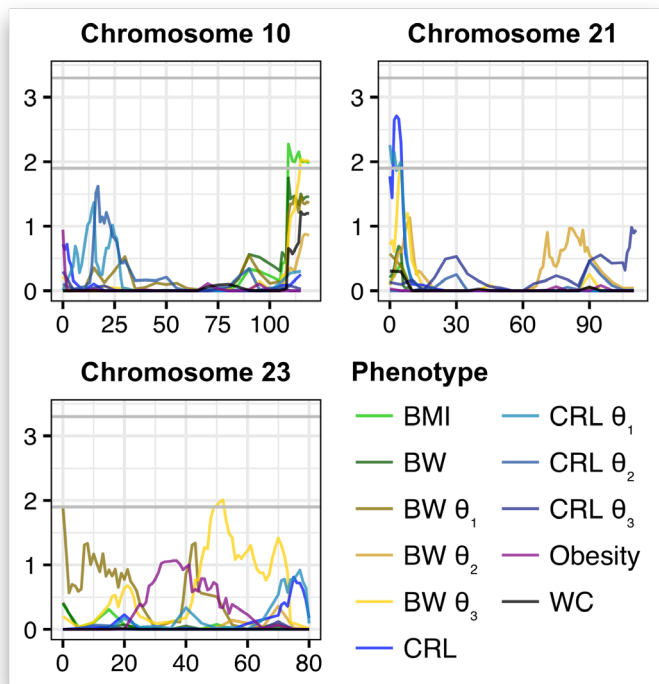 Chromosome 10
Chromosome 21
3
2
1
0
0 25 50 75 100
3
2
1
0
0 30 60 90
Chromosome 23
3
2
1
0
0 20 40 60 80
Phenotype
BMI
BW
BW θ₁
BW θ₂
BW θ₃
CRL
CRL θ₁
CRL θ₂
CRL θ₃
Obesity
WC